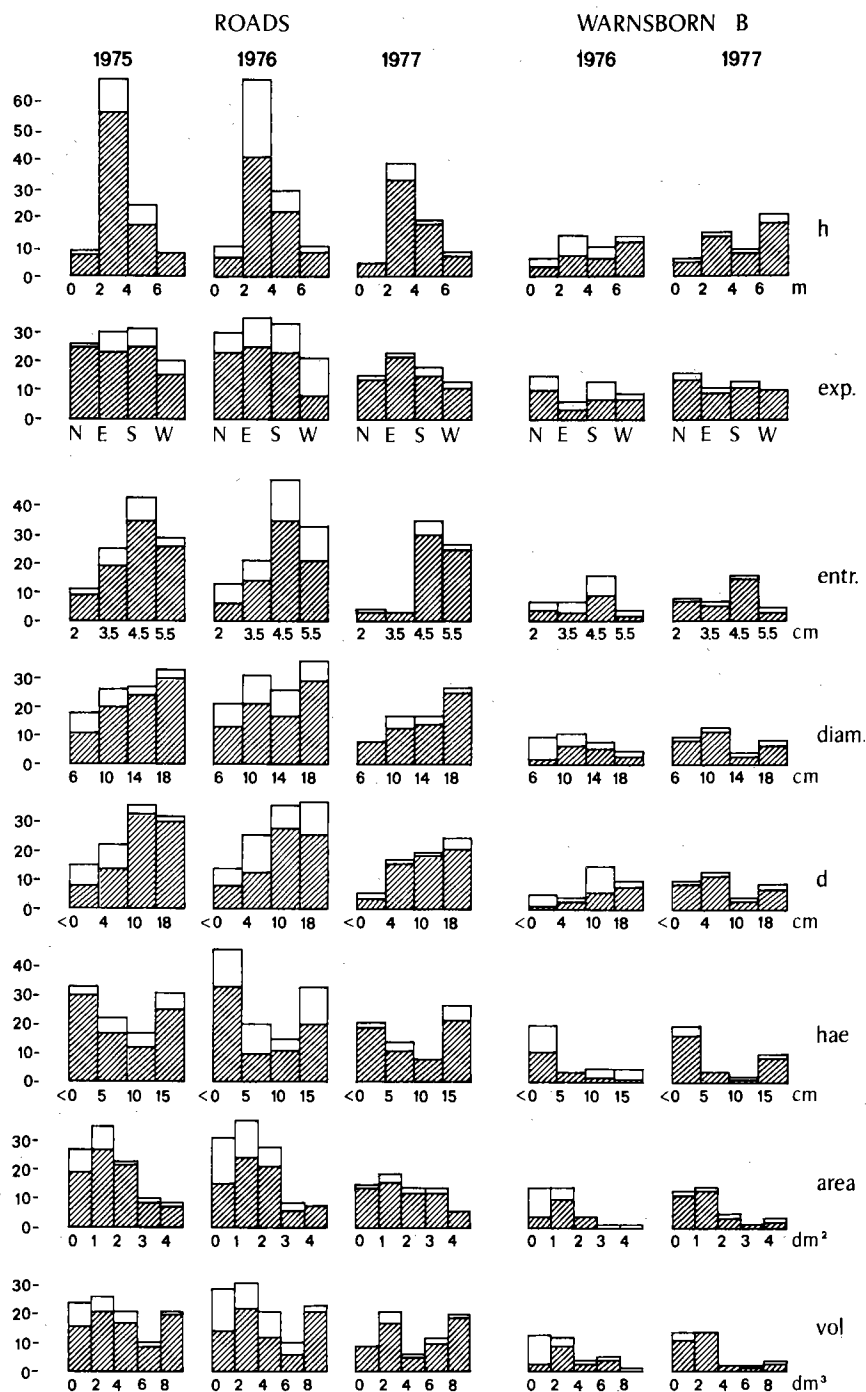 ROADS WARNSBORN B
1975 1976 1977 1976 1977
60-
50-
40-
30-
20-
10-
0-
h
0 2 4 6 0 2 4 6 0 2 4 6 0 2 4 6 0 2 4 6 m
30-
20-
10-
0-
exp.
N E S W N E S W N E S W N E S W N E S W
40-
30-
20-
10-
0-
entr.
2 3.5 4.5 5.5 2 3.5 4.5 5.5 2 3.5 4.5 5.5 2 3.5 4.5 5.5 2 3.5 4.5 5.5 cm
30-
20-
10-
0-
diam.
6 10 14 18 6 10 14 18 6 10 14 18 6 10 14 18 6 10 14 18 cm
30-
20-
10-
0-
d
<0 4 10 18 <0 4 10 18 <0 4 10 18 <0 4 10 18 <0 4 10 18 cm
40-
30-
20-
10-
0-
hae
<0 5 10 15 <0 5 10 15 <0 5 10 15 <0 5 10 15 <0 5 10 15 cm
30-
20-
10-
0-
area
0 1 2 3 4 0 1 2 3 4 0 1 2 3 4 0 1 2 3 4 0 1 2 3 4 dm²
30-
20-
10-
0-
vol
0 2 4 6 8 0 2 4 6 8 0 2 4 6 8 0 2 4 6 8 0 2 4 6 8 dm³